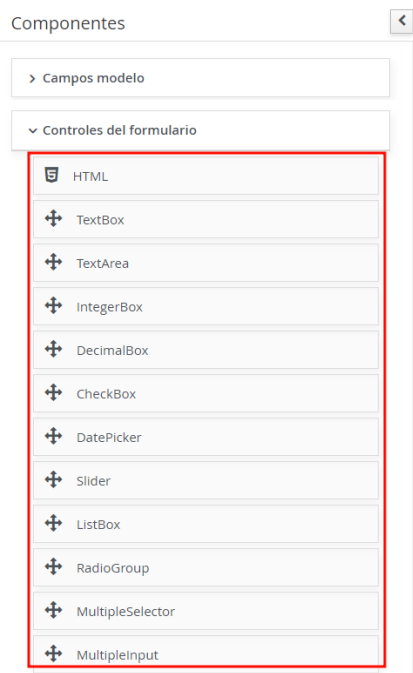 Componentes
Campos modelo
Controles del formulario
HTML
TextBox
TextArea
IntegerBox
DecimalBox
CheckBox
DatePicker
Slider
ListBox
RadioGroup
MultipleSelector
MultipleInput